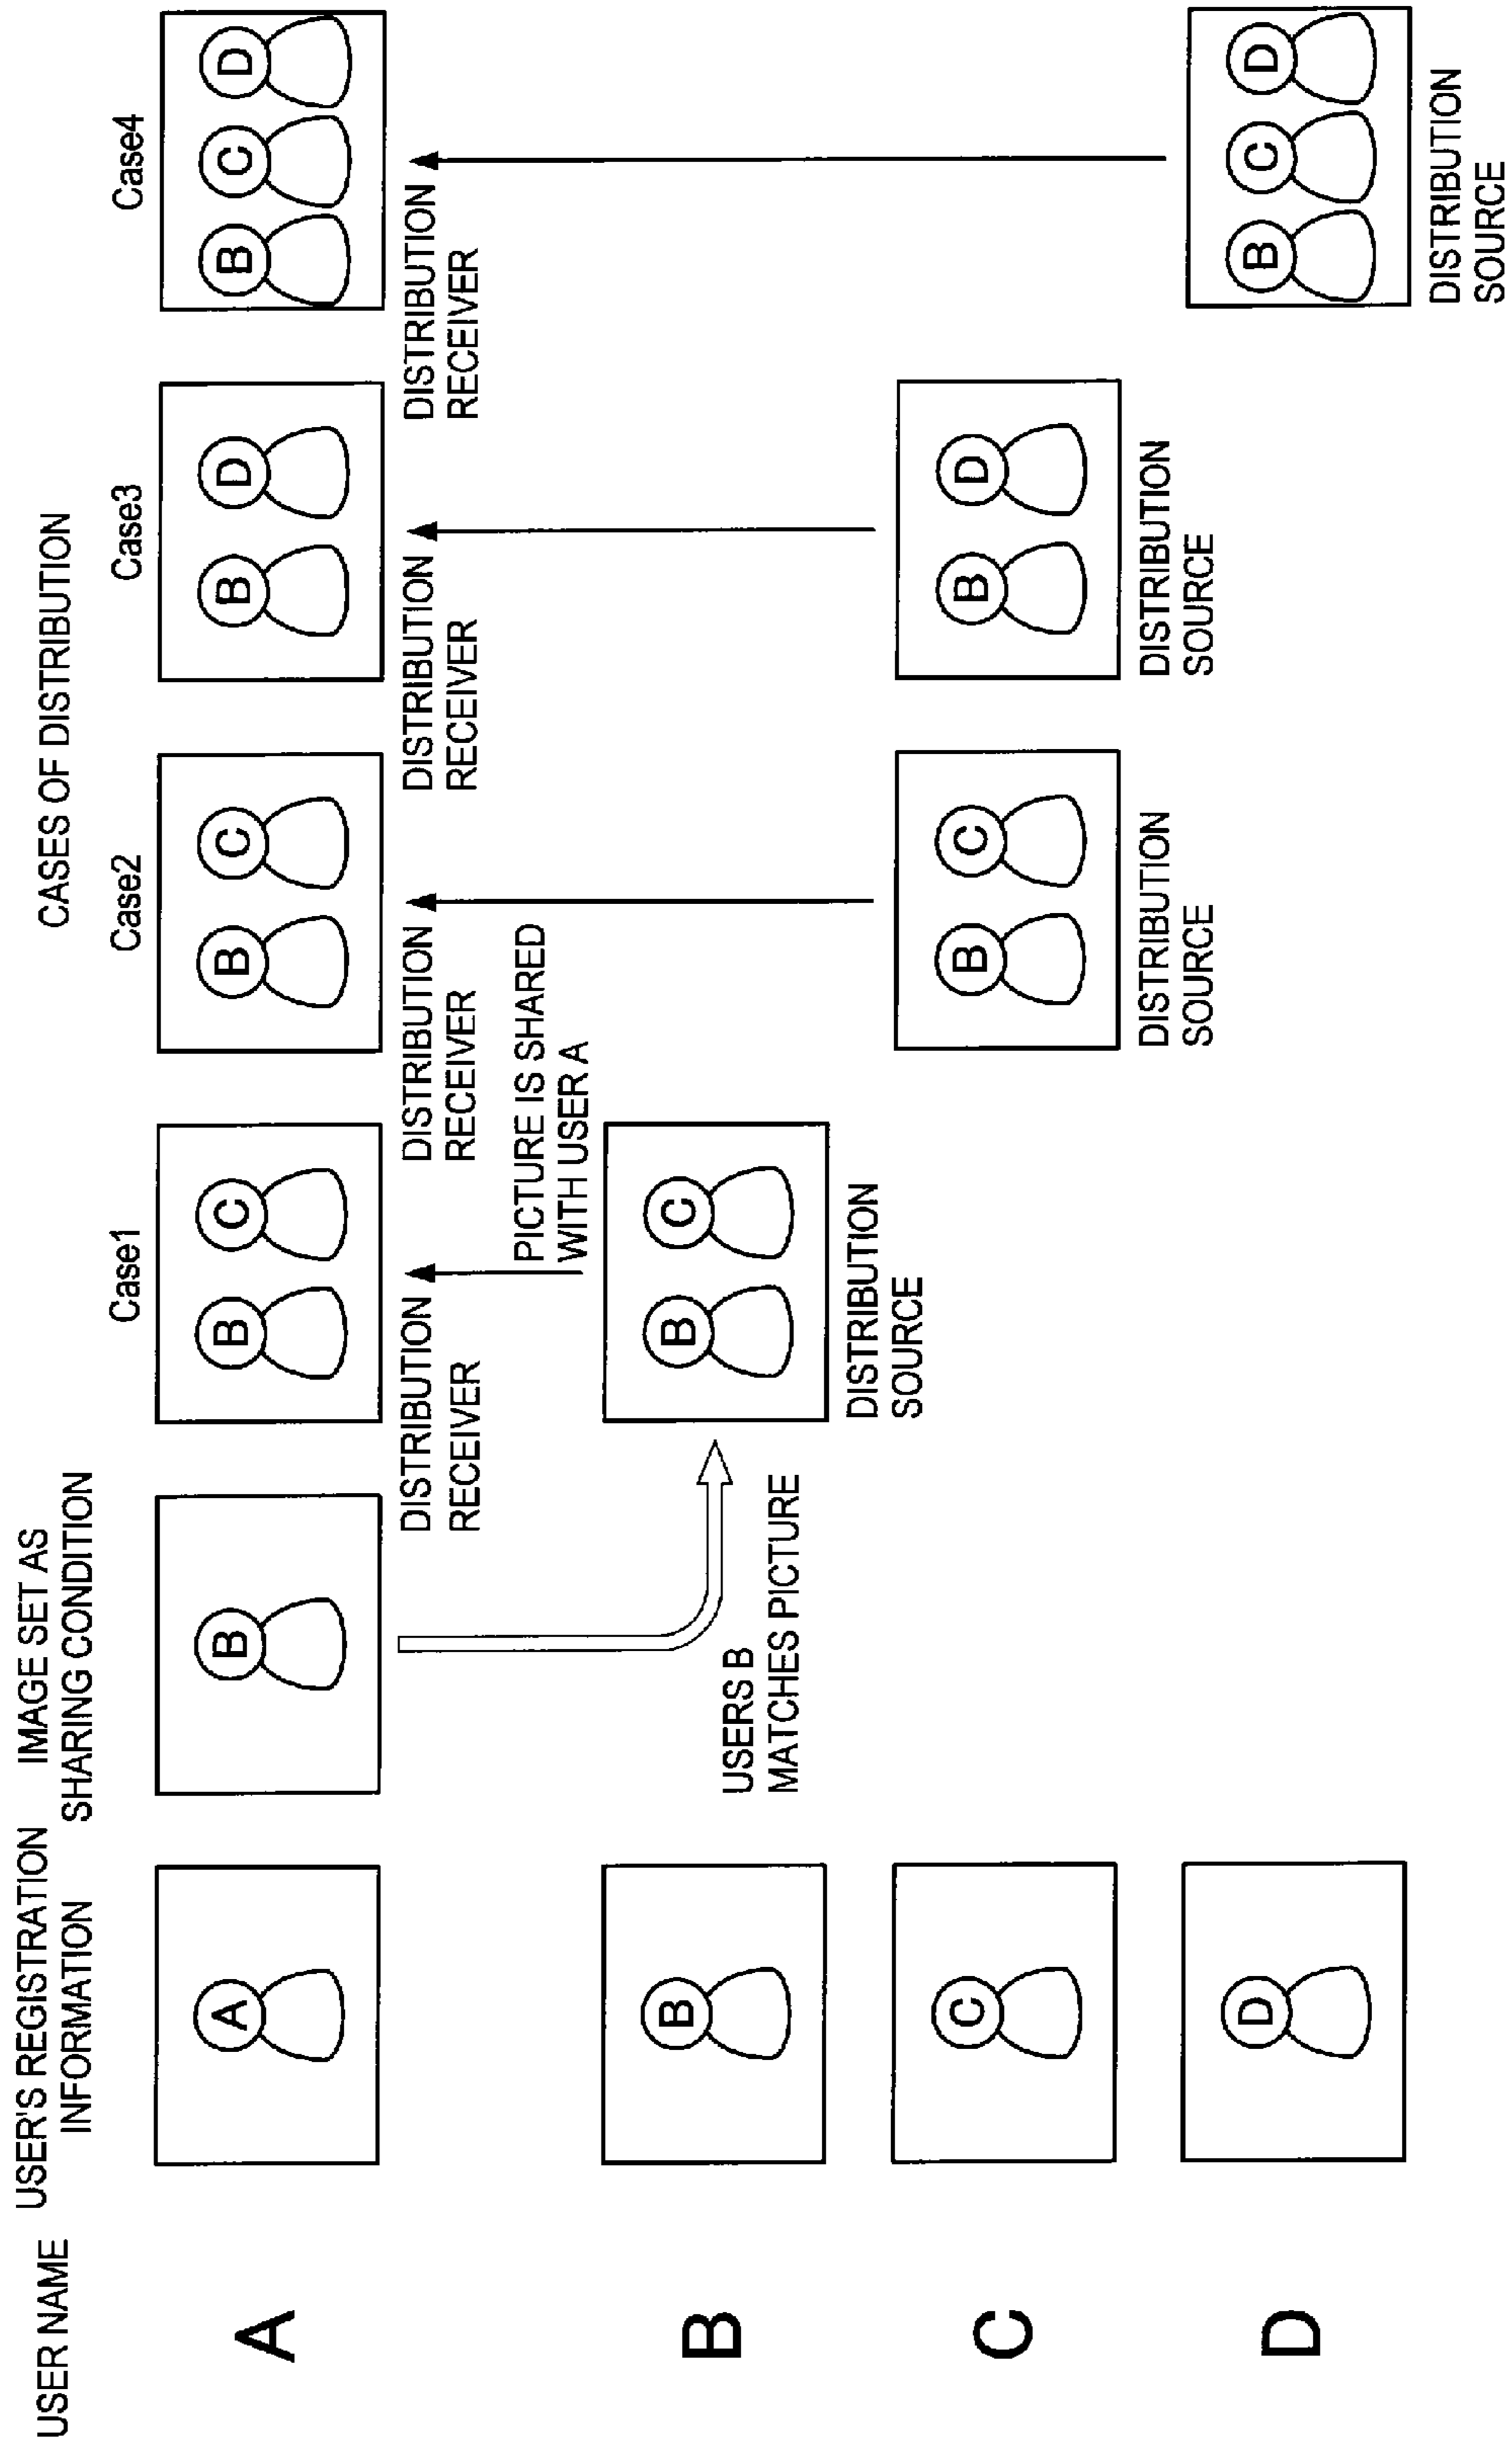 CASES OF DISTRIBUTION
USER NAME
USER'S REGISTRATION
INFORMATION
IMAGE SET AS
SHARING CONDITION
Case1
Case2
Case3
Case4
A
A
B
B
C
B
C
B
D
B
C
D
DISTRIBUTION
RECEIVER
DISTRIBUTION
RECEIVER
DISTRIBUTION
RECEIVER
DISTRIBUTION
RECEIVER
PICTURE IS SHARED
WITH USER A
B
B
USERS B
MATCHES PICTURE
B
C
DISTRIBUTION
SOURCE
C
C
B
C
DISTRIBUTION
SOURCE
B
D
DISTRIBUTION
SOURCE
D
D
B
C
D
DISTRIBUTION
SOURCE